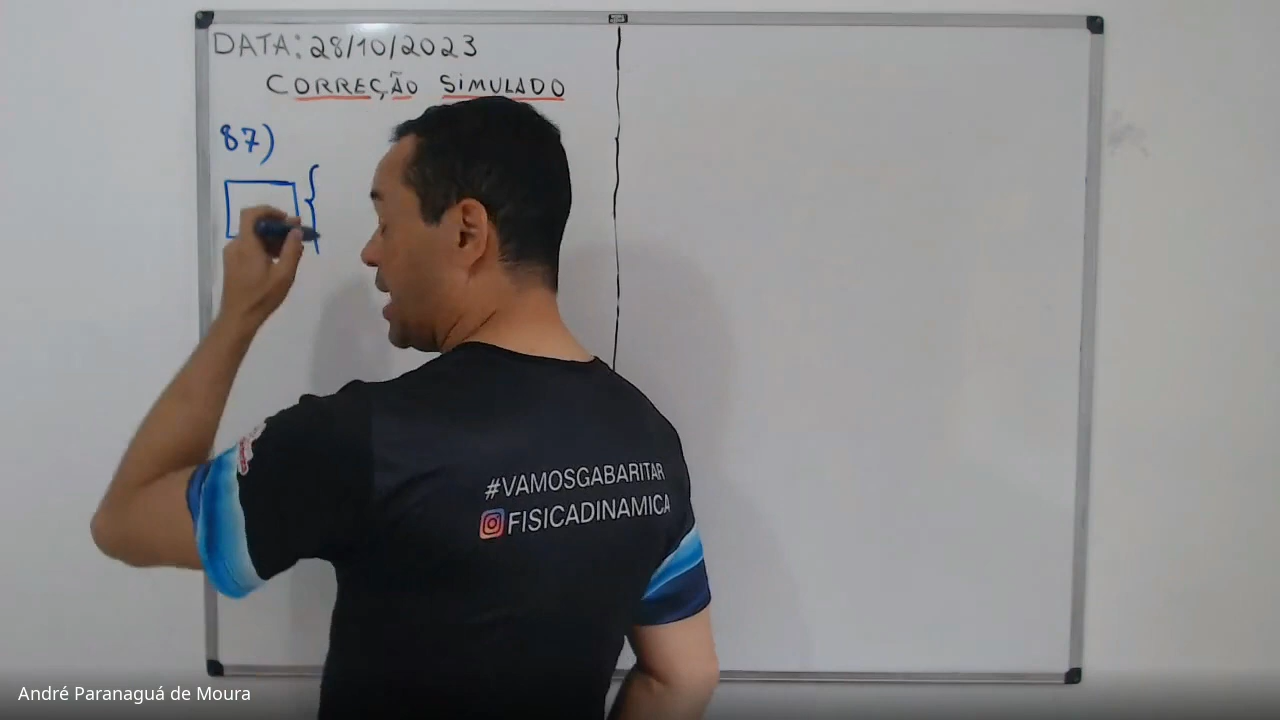 DATA: 28/10/2023
CORREÇÃO SIMULADO
87)
#VAMOSGABARITAR
FISICADINAMICA
André Paranaguá de Moura